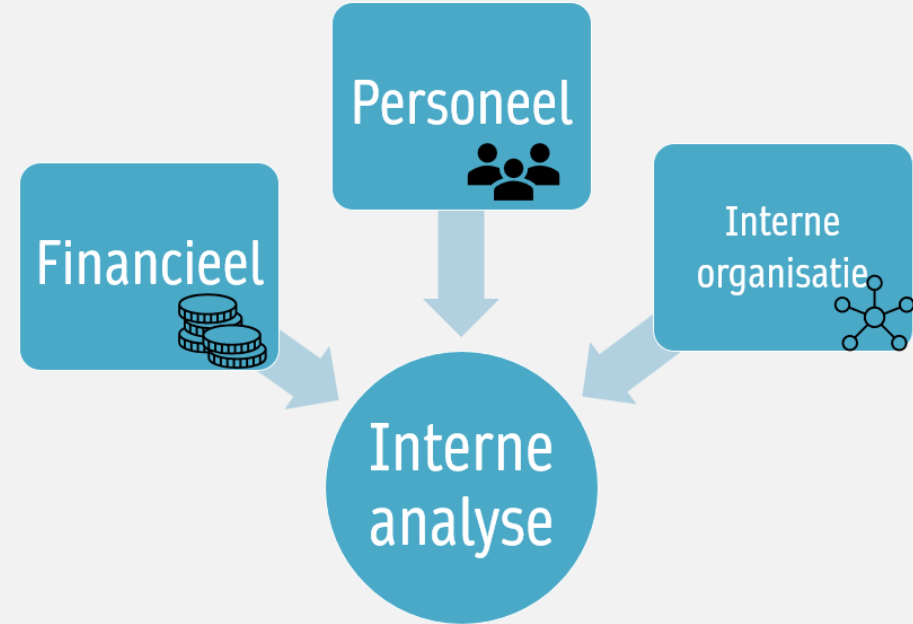 Personeel
Financieel
Interne
organisatie
Interne
analyse